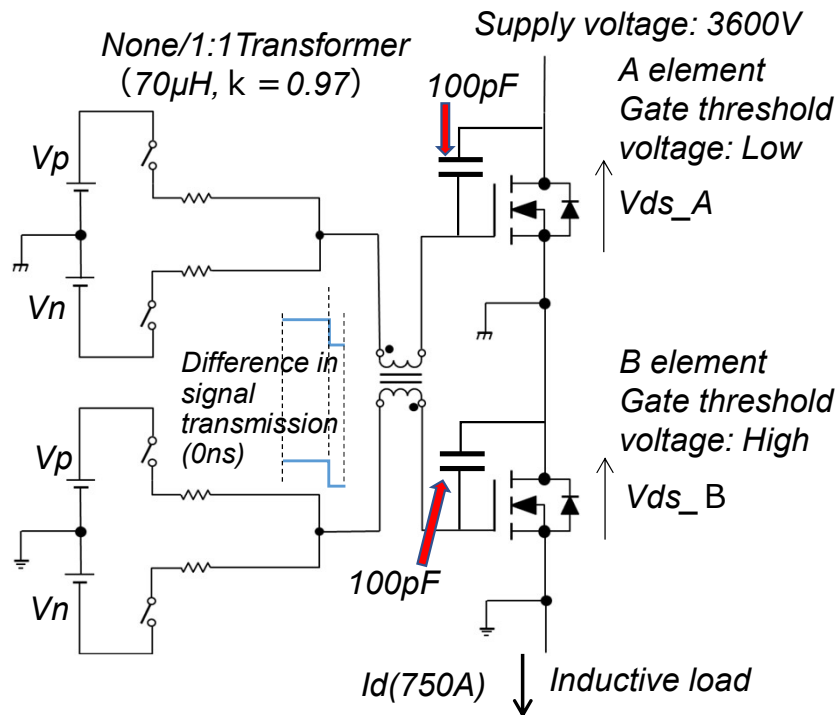 None/1:1Transformer
（70μH, k = 0.97）
Supply voltage: 3600V
100pF
A element
Gate threshold
voltage: Low
Vds_A
Vp
Vn
Difference in
signal
transmission
(0ns)
B element
Gate threshold
voltage: High
Vds_B
Vp
Vn
100pF
Id(750A)
Inductive load